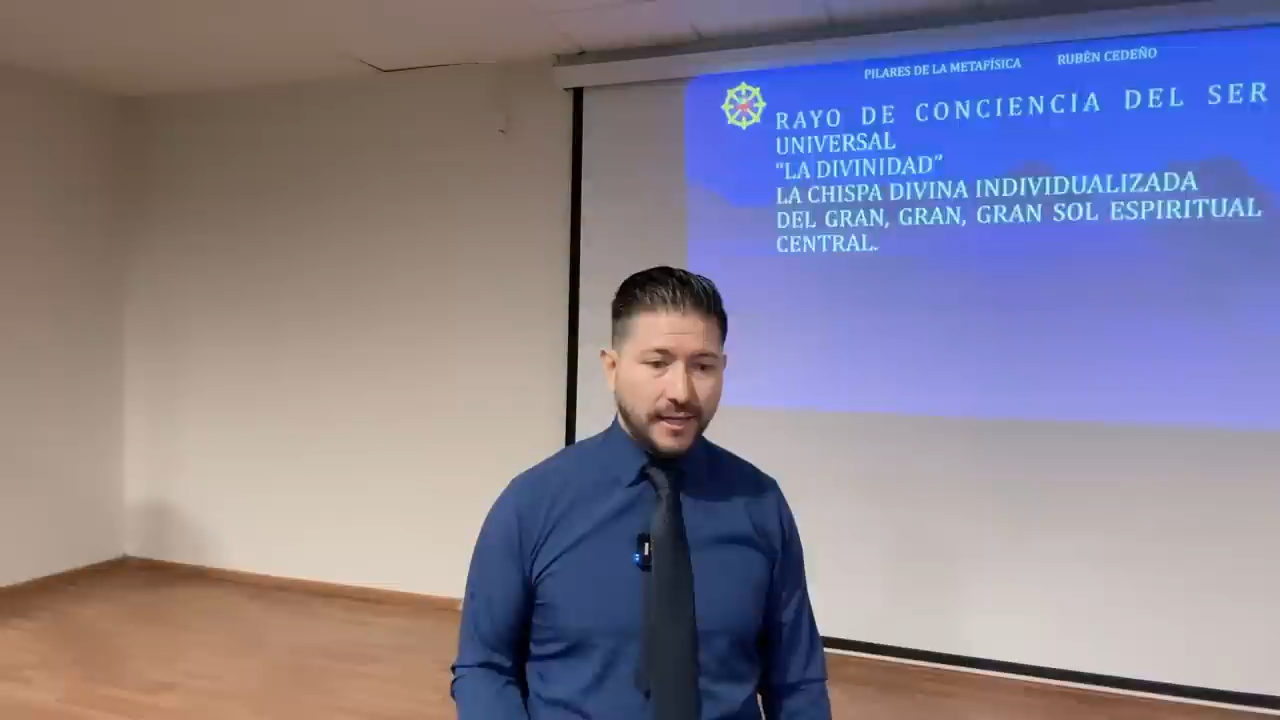 PILARES DE LA METAFÍSICA RUBÉN CEDEÑO
RAYO DE CONCIENCIA DEL SER
UNIVERSAL
“LA DIVINIDAD”
LA CHISPA DIVINA INDIVIDUALIZADA
DEL GRAN, GRAN, GRAN SOL ESPIRITUAL
CENTRAL.